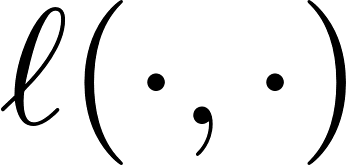 ℓ(·, ·)